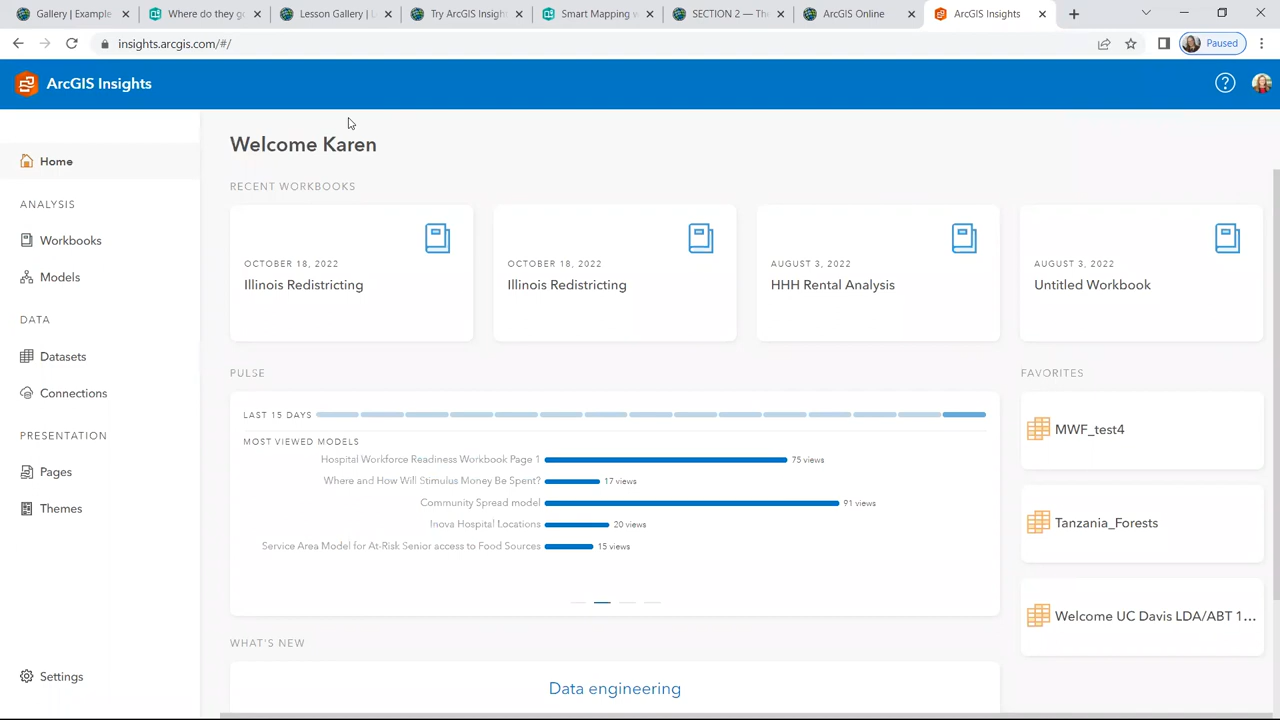 Gallery | Example
Where do they g
Lesson Gallery | D
Try ArcGIS Insigh
Smart Mapping v
SECTION 2 — The
ArcGIS Online
ArcGIS Insights
insights.arcgis.com/#/
Paused
ArcGIS Insights
Welcome Karen
Home
RECENT WORKBOOKS
ANALYSIS
Workbooks
Models
OCTOBER 18, 2022
Illinois Redistricting
OCTOBER 18, 2022
Illinois Redistricting
AUGUST 3, 2022
HHH Rental Analysis
AUGUST 3, 2022
Untitled Workbook
DATA
Datasets
Connections
PRESENTATION
Pages
Themes
Settings
PULSE
LAST 15 DAYS
MOST VIEWED MODELS
Hospital Workforce Readiness Workbook Page 1 75 views
Where and How Will Stimulus Money Be Spent? 17 views
Community Spread model 91 views
Inova Hospital Locations 20 views
Service Area Model for At-Risk Senior access to Food Sources 15 views
FAVORITES
MWF_test4
Tanzania_Forests
Welcome UC Davis LDA/ABT 1...
WHAT'S NEW
Data engineering